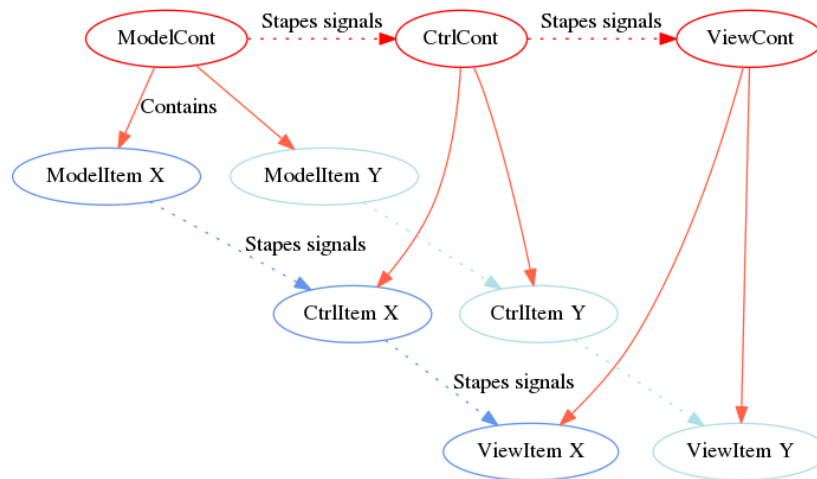 Stapes signals
Stapes signals
ModelCont
CtrlCont
ViewCont
Contains
ModelItem X
ModelItem Y
Stapes signals
CtrlItem X
CtrlItem Y
Stapes signals
ViewItem X
ViewItem Y